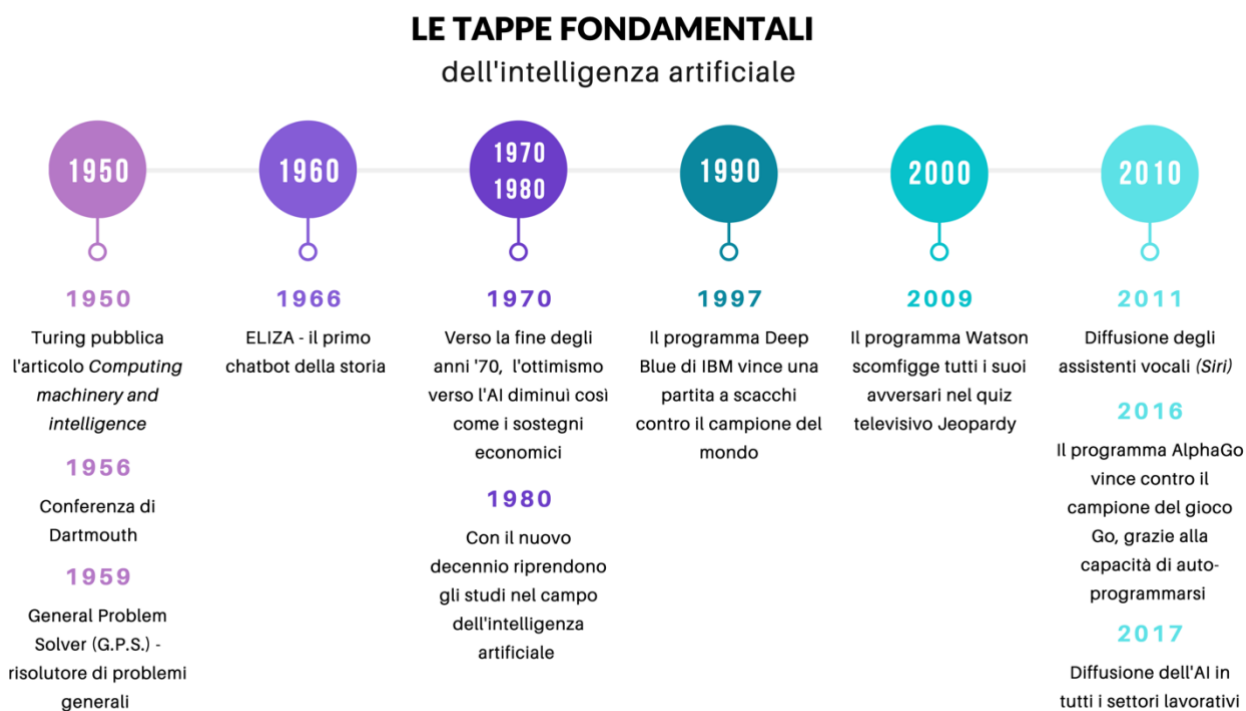 LE TAPPE FONDAMENTALI
dell'intelligenza artificiale
1950
1950
Turing pubblica
l'articolo Computing
machinery and
intelligence
1956
Conferenza di
Dartmouth
1959
General Problem
Solver (G.P.S.) -
risolutore di problemi
generali
1960
1966
ELIZA - il primo
chatbot della storia
1970
1980
1970
Verso la fine degli
anni '70, l'ottimismo
verso l'AI diminuì così
come i sostegni
economici
1980
Con il nuovo
decennio riprendono
gli studi nel campo
dell'intelligenza
artificiale
1990
1997
Il programma Deep
Blue di IBM vince una
partita a scacchi
contro il campione del
mondo
2000
2009
Il programma Watson
scomfigge tutti i suoi
avversari nel quiz
televisivo Jeopardy
2010
2011
Diffusione degli
assistenti vocali (Siri)
2016
Il programma AlphaGo
vince contro il
campione del gioco
Go, grazie alla
capacità di auto-
programmarsi
2017
Diffusione dell'AI in
tutti i settori lavorativi